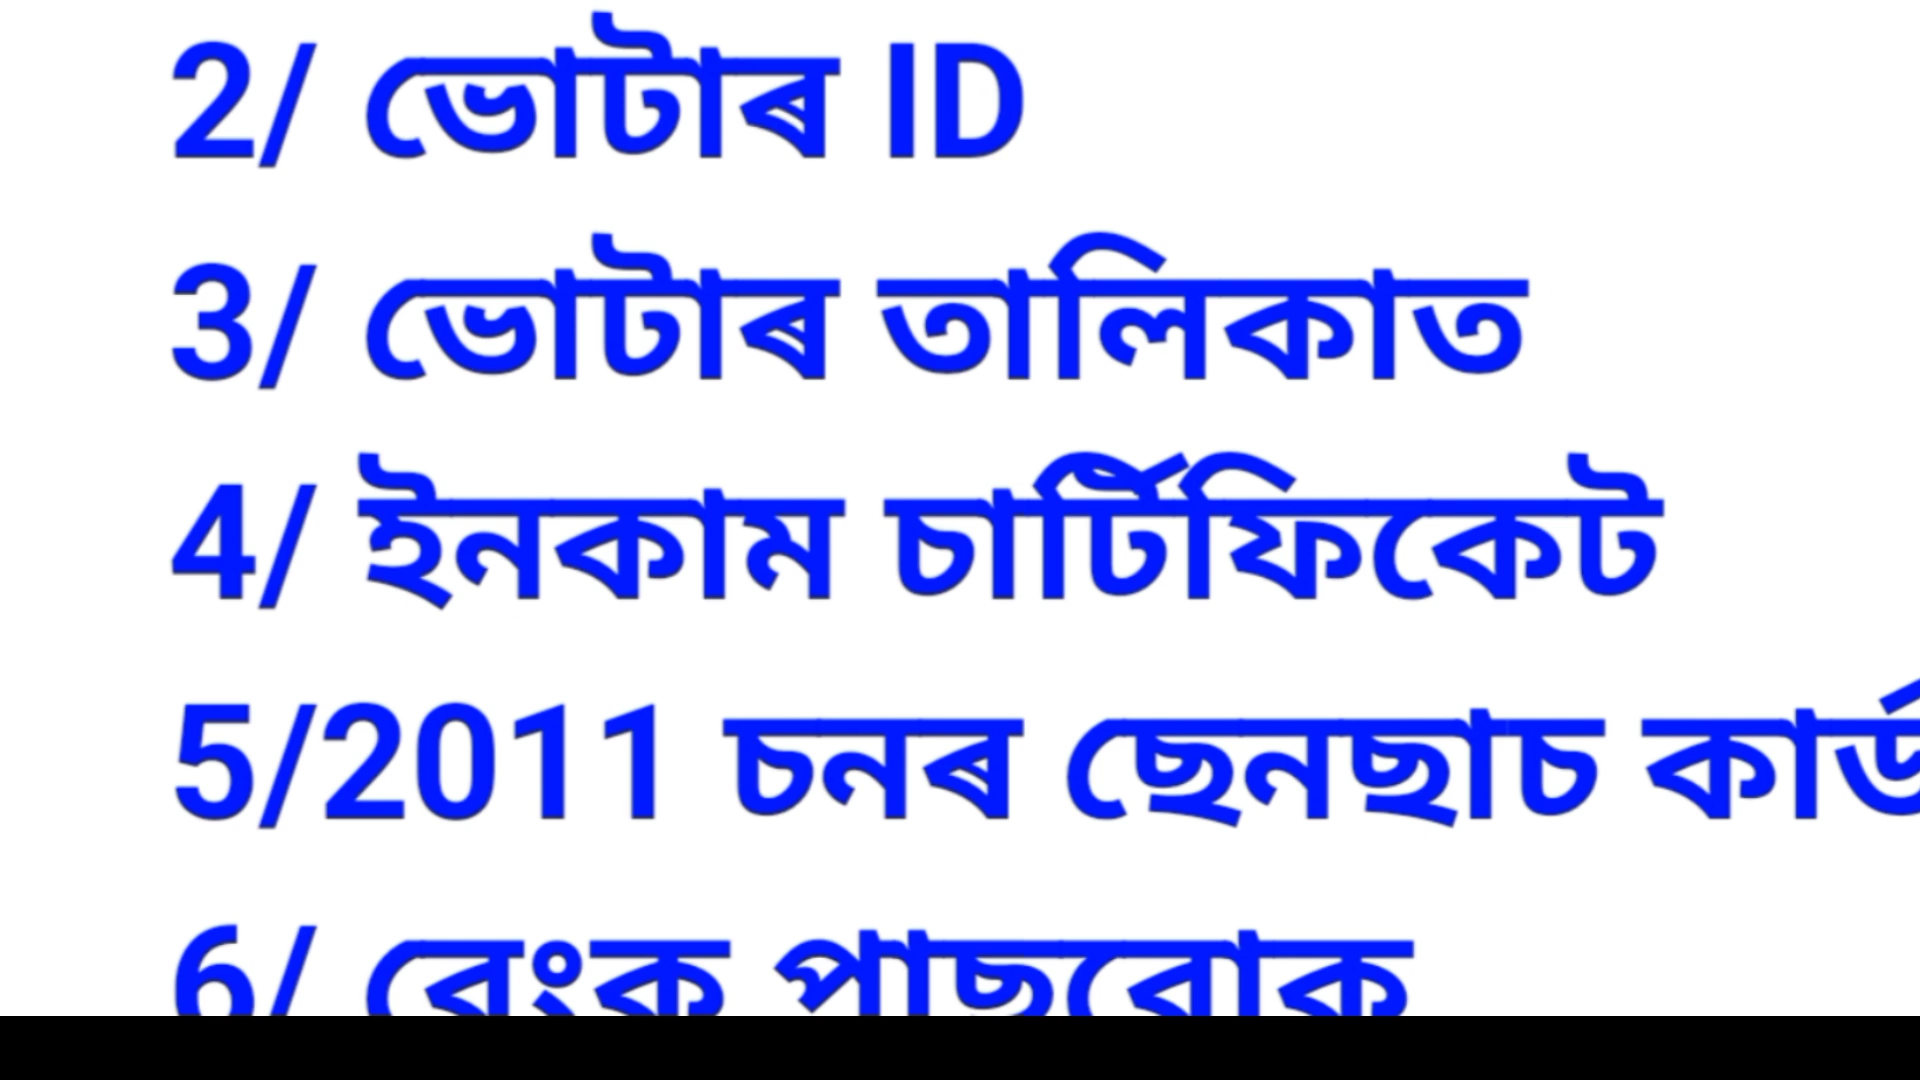 2/ ভোটাৰ ID
3/ ভোটাৰ তালিকাত
4/ ইনকাম চাৰ্টিফিকেট
5/2011 চনৰ ছেনছাচ কাৰ্ড
6/ বেংক পাছবোক